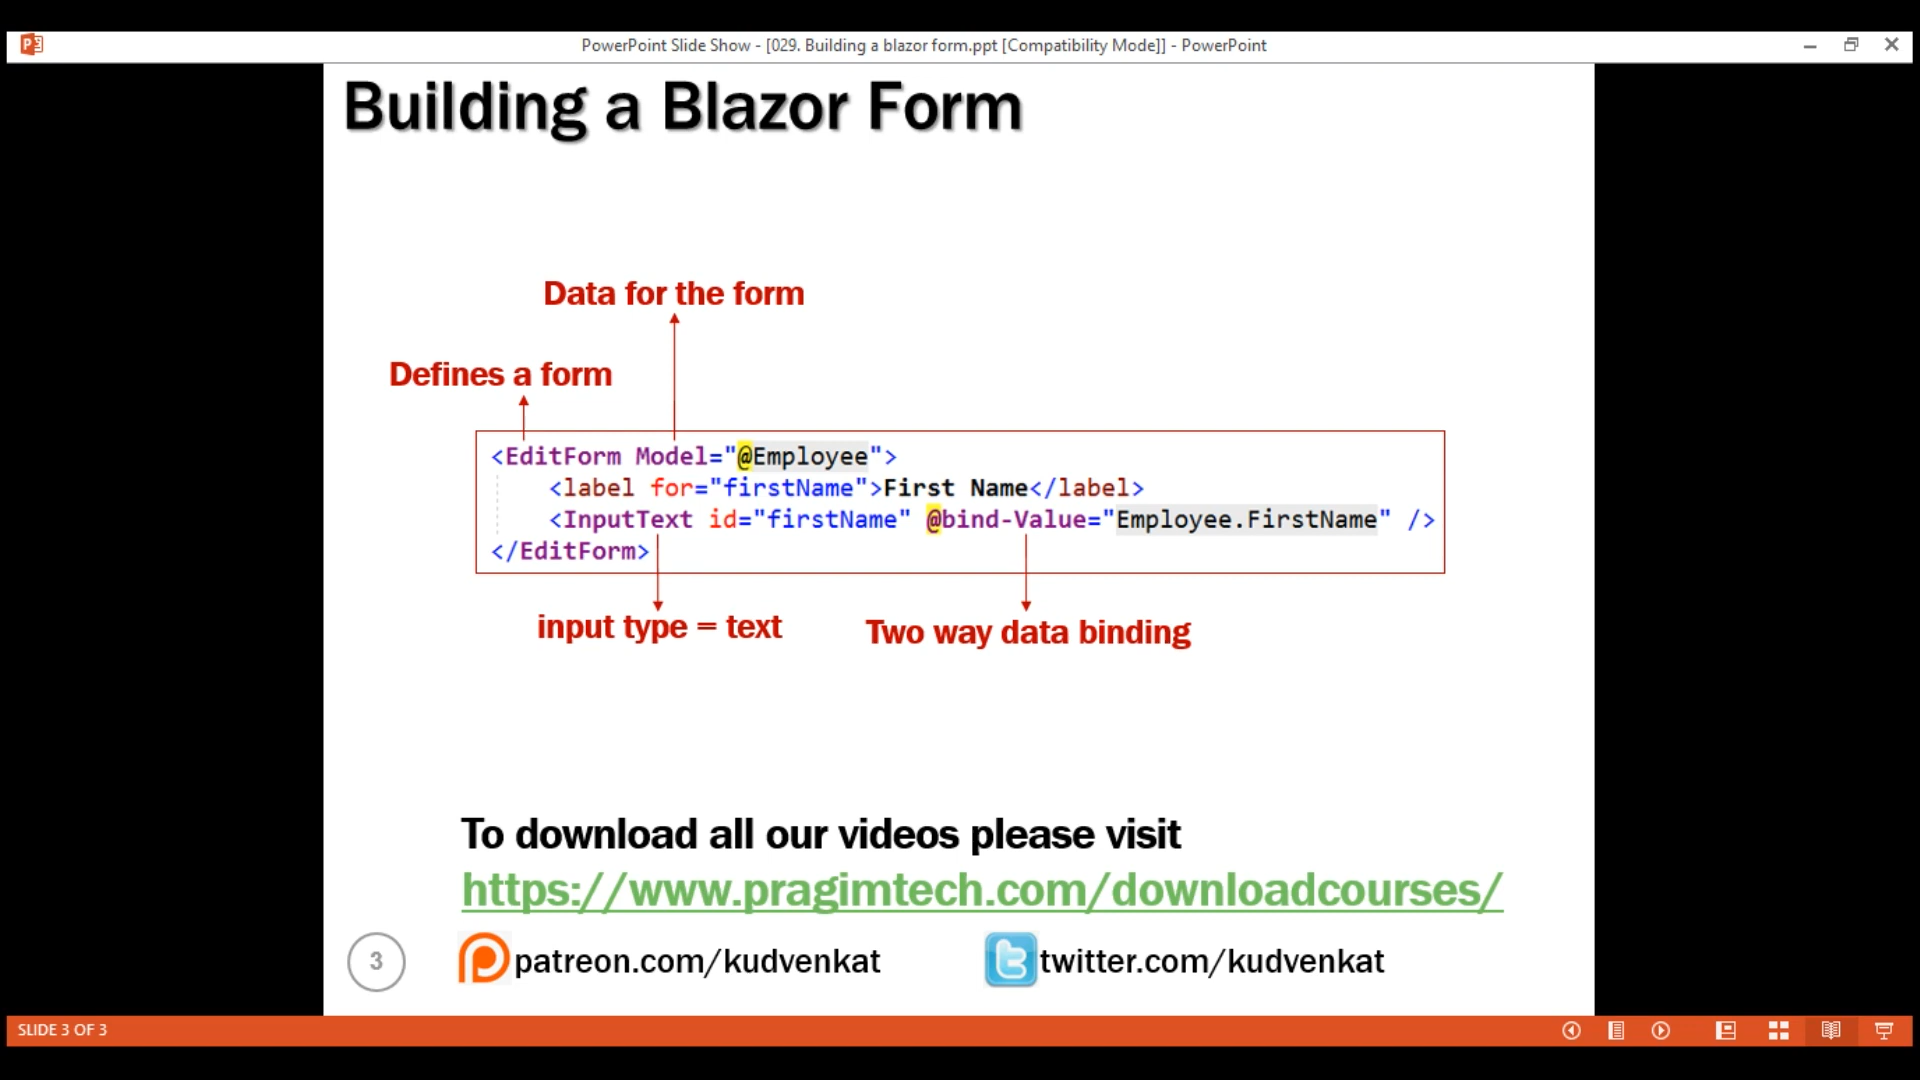 PowerPoint Slide Show - [029. Building a blazor form.ppt [Compatibility Mode]] - PowerPoint
Building a Blazor Form
Data for the form
Defines a form
<EditForm Model="@Employee">
<label for="firstName">First Name</label>
<InputText id="firstName" @bind-Value="Employee.FirstName" />
</EditForm>
input type = text
Two way data binding
To download all our videos please visit
https://www.pragimtech.com/downloadcourses/
3
patreon.com/kudvenkat
twitter.com/kudvenkat
SLIDE 3 OF 3